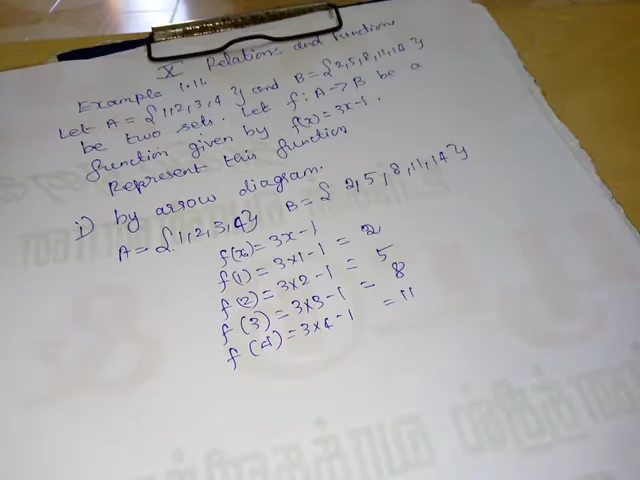 X Relations and Function
Example 1.11.
Let A = {1,2,3,4} and B = {2,5,8,11,14}
be two sets. Let f: A → B be a
function given by f(x) = 3x-1.
Represent this function
i) by arrow diagram.
A = {1,2,3,4} B = {2,5,8,11,14}
f(x) = 3x-1
f(1) = 3×1-1 = 2
f(2) = 3×2-1 = 5
f(3) = 3×3-1 = 8
f(4) = 3×4-1 = 11